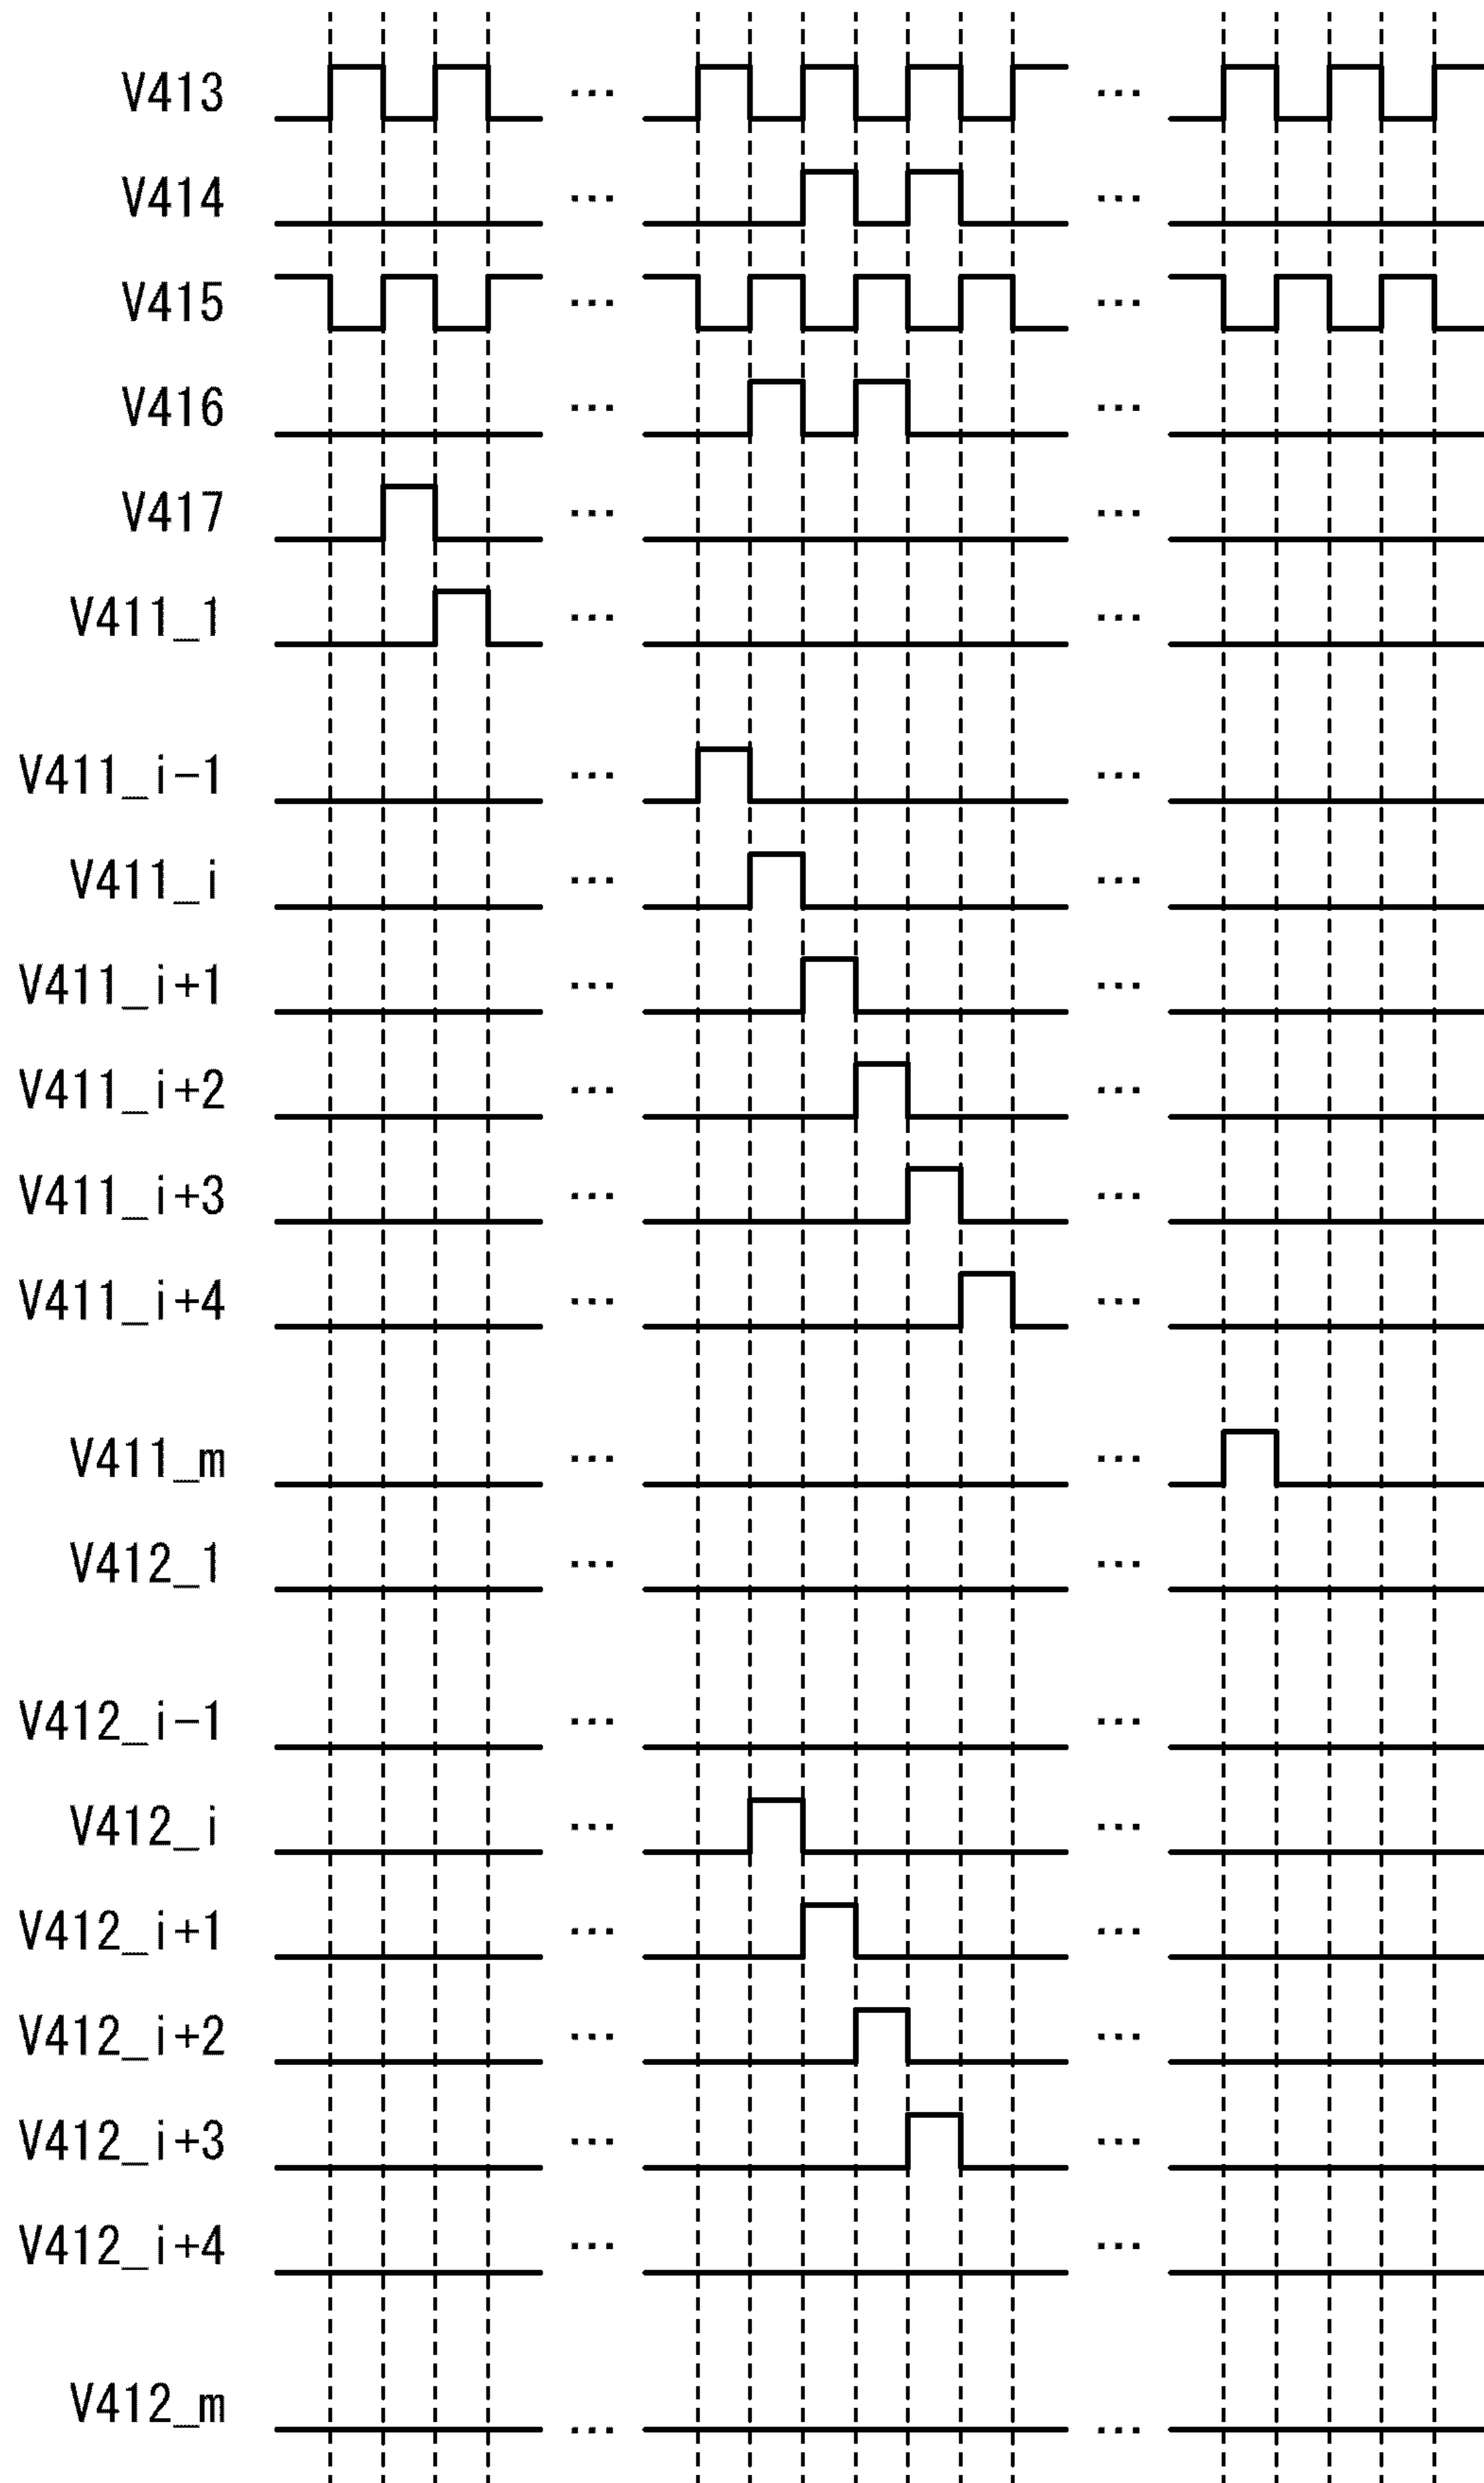 V413 ... ...
V414 ... ...
V415 ... ...
V416 ... ...
V417 ... ...
V411_1 ... ...
V411_i-1 ... ...
V411_i ... ...
V411_i+1 ... ...
V411_i+2 ... ...
V411_i+3 ... ...
V411_i+4 ... ...
V411_m ... ...
V412_1 ... ...
V412_i-1 ... ...
V412_i ... ...
V412_i+1 ... ...
V412_i+2 ... ...
V412_i+3 ... ...
V412_i+4 ... ...
V412_m ... ...